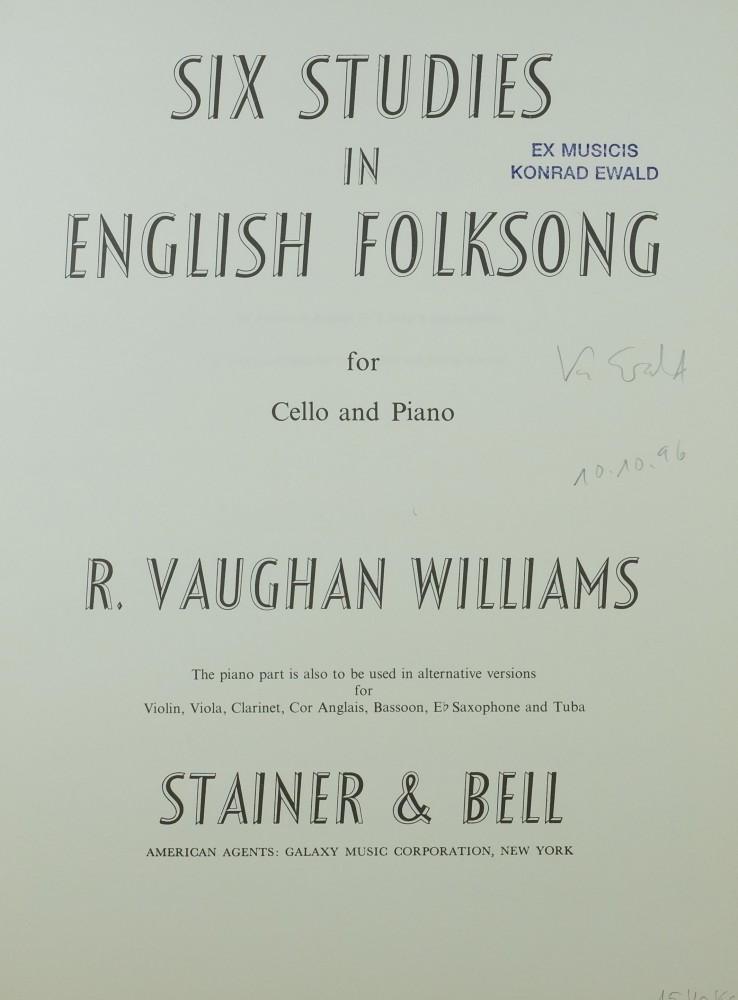 SIX STUDIES
IN
EX MUSICIS
KONRAD EWALD
ENGLISH FOLKSONG
for
Cello and Piano
10.10.96
R. VAUGHAN WILLIAMS
The piano part is also to be used in alternative versions
for
Violin, Viola, Clarinet, Cor Anglais, Bassoon, E♭ Saxophone and Tuba
STAINER & BELL
AMERICAN AGENTS: GALAXY MUSIC CORPORATION, NEW YORK